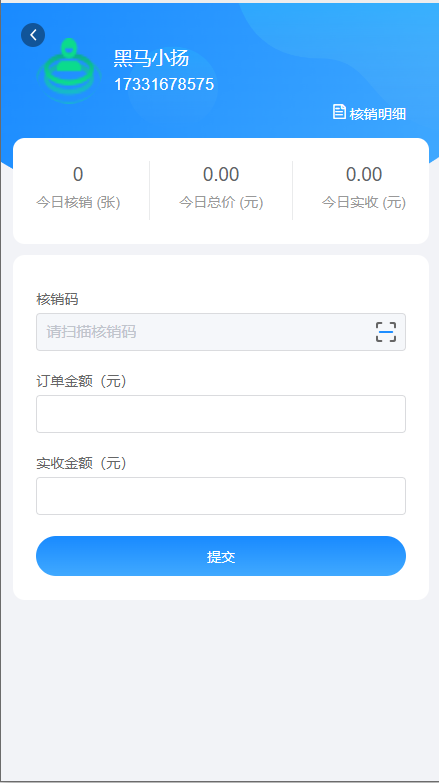 黑马小扬
17331678575
核销明细
0 0.00 0.00
今日核销 (张) 今日总价 (元) 今日实收 (元)
核销码
请扫描核销码
订单金额（元）
实收金额（元）
提交